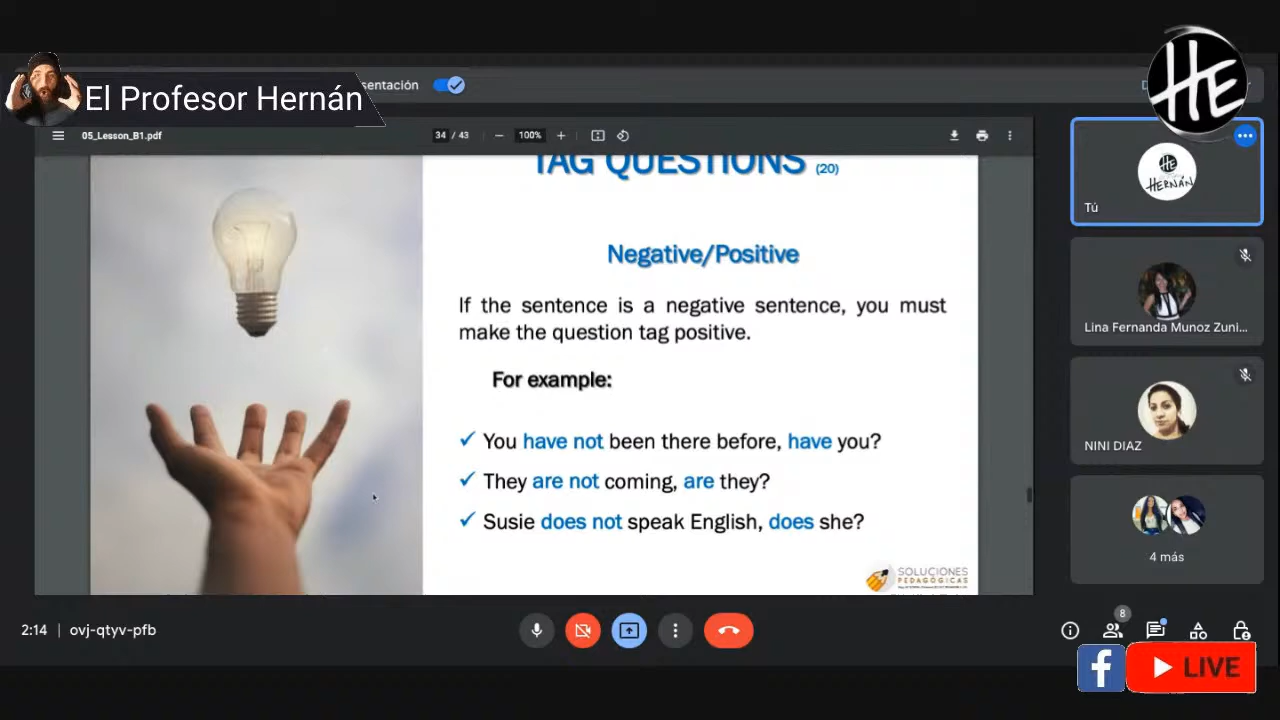 El Profesor Hernán
sentación
HE
05_Lesson_B1.pdf
34 / 43
100%
TAG QUESTIONS (20)
Negative/Positive
If the sentence is a negative sentence, you must
make the question tag positive.
For example:
✓ You have not been there before, have you?
✓ They are not coming, are they?
✓ Susie does not speak English, does she?
SOLUCIONES
PEDAGÓGICAS
HE
HERNÁN
Tú
Lina Fernanda Munoz Zuni...
NINI DIAZ
4 más
2:14 | ovj-qtyv-pfb
8
f
LIVE